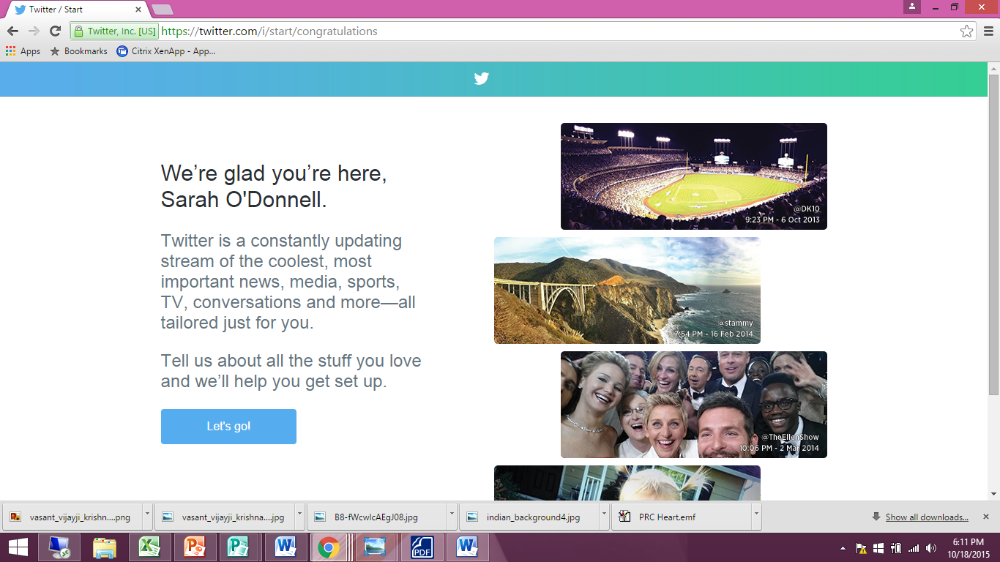 Twitter / Start
Twitter, Inc. [US]
https://twitter.com/i/start/congratulations
Apps
Bookmarks
Citrix XenApp - App...
We’re glad you’re here,
Sarah O'Donnell.
Twitter is a constantly updating
stream of the coolest, most
important news, media, sports,
TV, conversations and more—all
tailored just for you.
Tell us about all the stuff you love
and we’ll help you get set up.
Let's go!
@DK10
9:23 PM - 6 Oct 2013
@stammy
7:54 PM - 16 Feb 2014
@TheEllenShow
10:06 PM - 2 Mar 2014
vasant_vijayji_krishn....png
vasant_vijayji_krishna....jpg
B8-fWcwIcAEgJ08.jpg
indian_background4.jpg
PRC Heart.emf
Show all downloads...
PDF
6:11 PM
10/18/2015